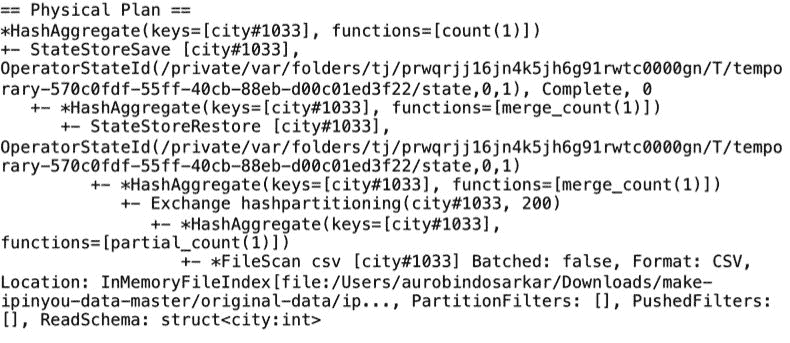 == Physical Plan ==
*HashAggregate(keys=[city#1033], functions=[count(1)])
+- StateStoreSave [city#1033],
OperatorStateId(/private/var/folders/tj/prwqrjj16jn4k5jh6g91rwtc0000gn/T/tempo
rary-570c0fdf-55ff-40cb-88eb-d00c01ed3f22/state,0,1), Complete, 0
   +- *HashAggregate(keys=[city#1033], functions=[merge_count(1)])
      +- StateStoreRestore [city#1033],
OperatorStateId(/private/var/folders/tj/prwqrjj16jn4k5jh6g91rwtc0000gn/T/tempo
rary-570c0fdf-55ff-40cb-88eb-d00c01ed3f22/state,0,1)
         +- *HashAggregate(keys=[city#1033], functions=[merge_count(1)])
            +- Exchange hashpartitioning(city#1033, 200)
               +- *HashAggregate(keys=[city#1033],
functions=[partial_count(1)])
                  +- *FileScan csv [city#1033] Batched: false, Format: CSV,
Location: InMemoryFileIndex[file:/Users/aurobindosarkar/Downloads/make-
ipinyou-data-master/original-data/ip..., PartitionFilters: [], PushedFilters:
[], ReadSchema: struct<city:int>